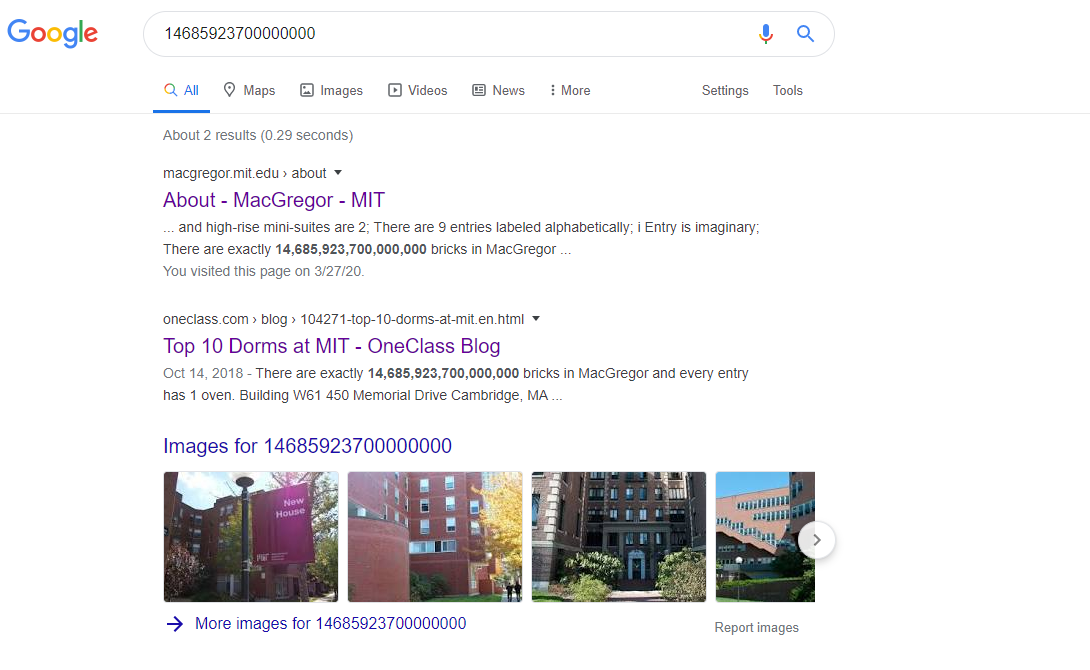 Google
14685923700000000
All Maps Images Videos News More Settings Tools
About 2 results (0.29 seconds)
macgregor.mit.edu › about
About - MacGregor - MIT
... and high-rise mini-suites are 2; There are 9 entries labeled alphabetically; i Entry is imaginary;
There are exactly 14,685,923,700,000,000 bricks in MacGregor ...
You visited this page on 3/27/20.
oneclass.com › blog › 104271-top-10-dorms-at-mit.en.html
Top 10 Dorms at MIT - OneClass Blog
Oct 14, 2018 - There are exactly 14,685,923,700,000,000 bricks in MacGregor and every entry
has 1 oven. Building W61 450 Memorial Drive Cambridge, MA ...
Images for 14685923700000000
New
House
More images for 14685923700000000
Report images